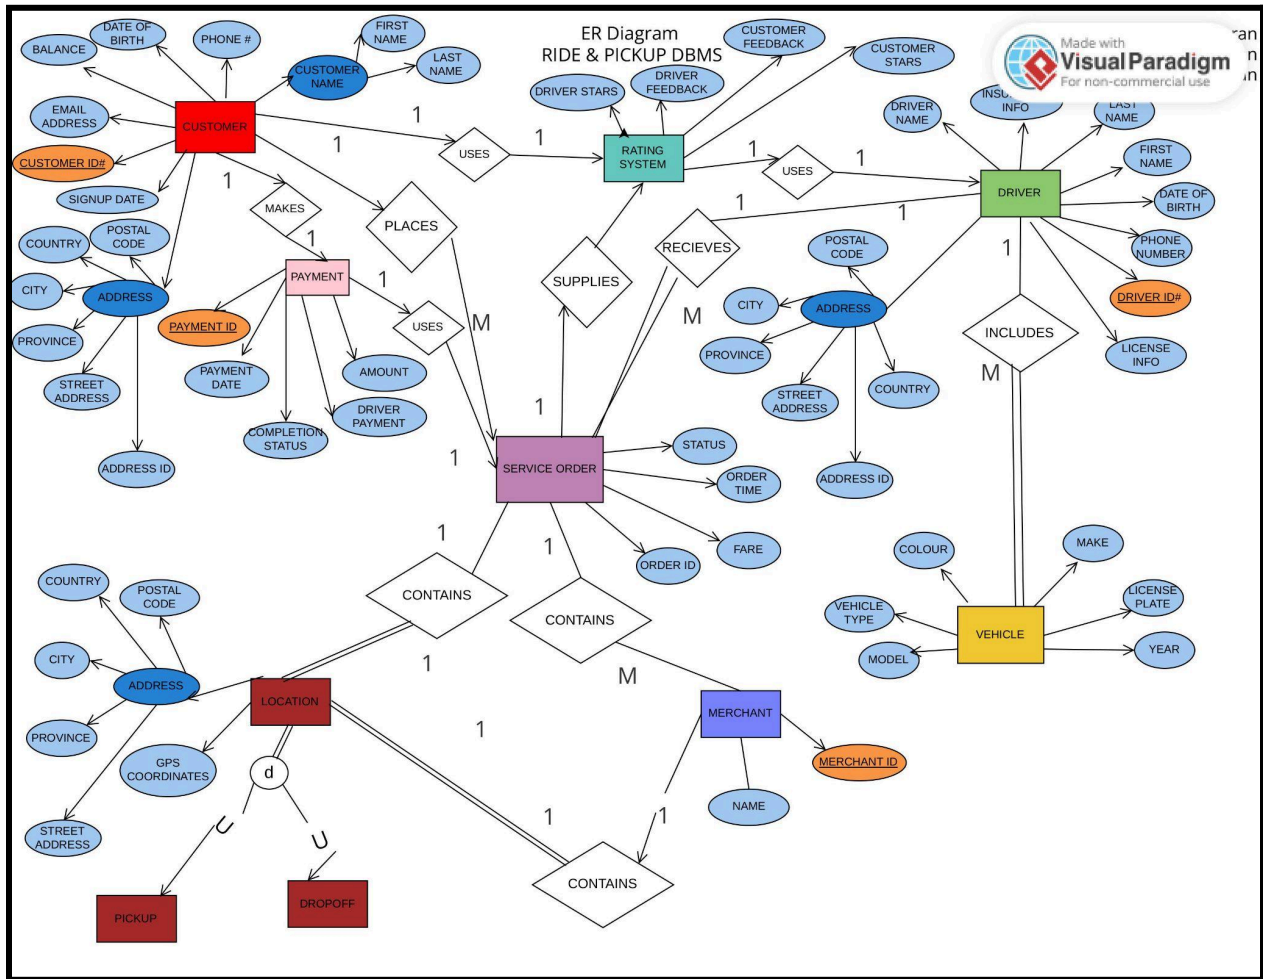 ER Diagram
RIDE & PICKUP DBMS
Made with
Visual Paradigm
For non-commercial use
ran
n
an
BALANCE
DATE OF
BIRTH
PHONE #
FIRST
NAME
LAST
NAME
CUSTOMER
NAME
EMAIL
ADDRESS
CUSTOMER
CUSTOMER ID#
SIGNUP DATE
1
1
1
USES
DRIVER STARS
DRIVER
FEEDBACK
CUSTOMER
FEEDBACK
CUSTOMER
STARS
RATING
SYSTEM
1
USES
1
DRIVER
NAME
INFO
LAST
NAME
FIRST
NAME
DATE OF
BIRTH
PHONE
NUMBER
DRIVER ID#
LICENSE
INFO
DRIVER
1
1
1
1
MAKES
1
PLACES
M
COUNTRY
POSTAL
CODE
CITY
ADDRESS
PROVINCE
STREET
ADDRESS
ADDRESS ID
PAYMENT
PAYMENT ID
PAYMENT
DATE
COMPLETION
STATUS
DRIVER
PAYMENT
AMOUNT
1
USES
1
SUPPLIES
1
RECIEVES
M
POSTAL
CODE
CITY
ADDRESS
PROVINCE
STREET
ADDRESS
COUNTRY
ADDRESS ID
INCLUDES
M
SERVICE ORDER
STATUS
ORDER
TIME
FARE
ORDER ID
1
1
CONTAINS
1
CONTAINS
M
COLOUR
MAKE
VEHICLE
TYPE
LICENSE
PLATE
MODEL
VEHICLE
YEAR
COUNTRY
POSTAL
CODE
CITY
ADDRESS
PROVINCE
STREET
ADDRESS
GPS
COORDINATES
LOCATION
d
PICKUP
DROPOFF
MERCHANT
MERCHANT ID
NAME
1
1
1
CONTAINS